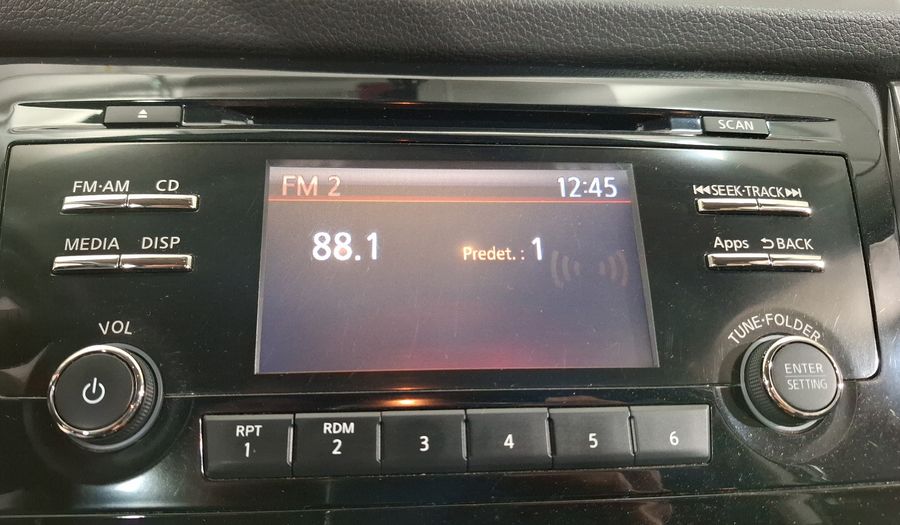 SCAN
FM·AM CD
FM 2 12:45
SEEK·TRACK
MEDIA DISP
88.1 Predet. : 1
Apps BACK
VOL
TUNE·FOLDER
ENTER
SETTING
RPT
1
RDM
2
3
4
5
6